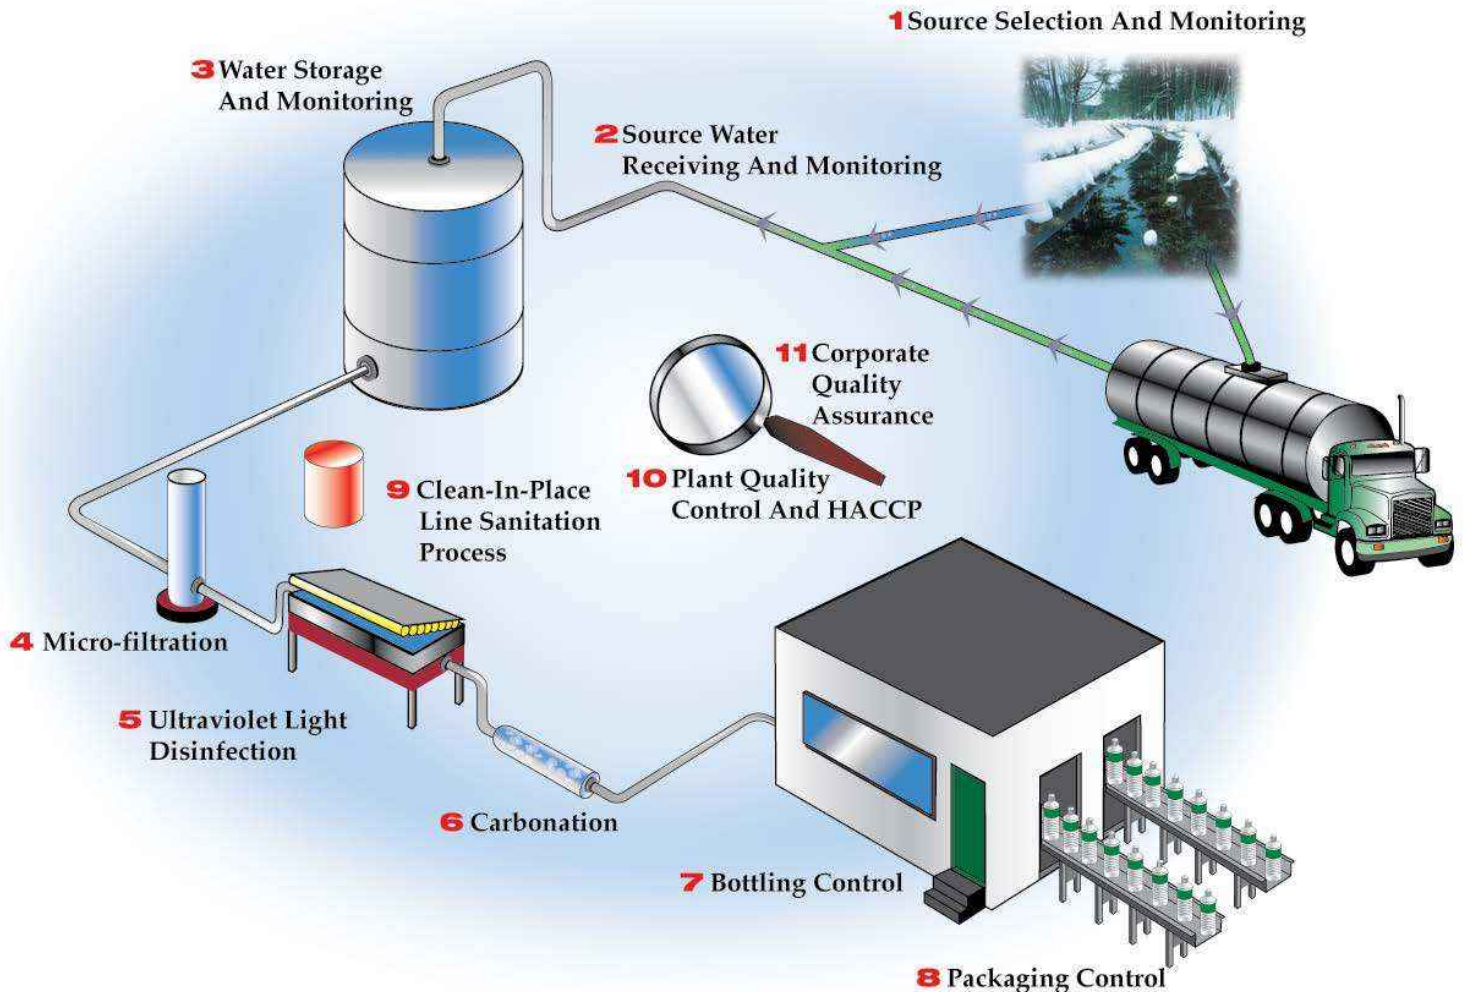 1 Source Selection And Monitoring
2 Source Water
Receiving And Monitoring
3 Water Storage
And Monitoring
4 Micro-filtration
5 Ultraviolet Light
Disinfection
6 Carbonation
7 Bottling Control
8 Packaging Control
9 Clean-In-Place
Line Sanitation
Process
10 Plant Quality
Control And HACCP
11 Corporate
Quality
Assurance